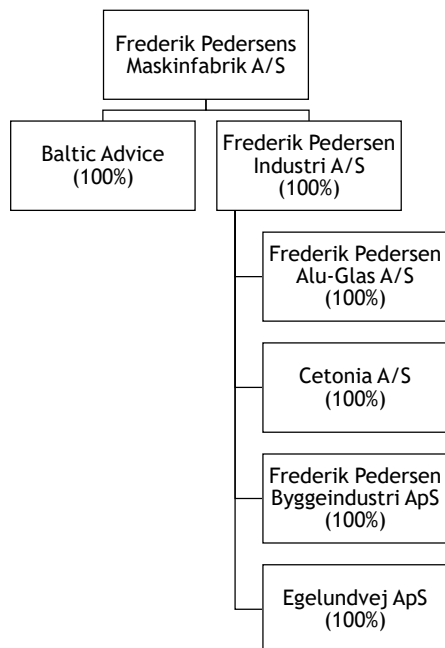 Frederik Pedersens
Maskinfabrik A/S
Baltic Advice
(100%)
Frederik Pedersen
Industri A/S
(100%)
Frederik Pedersen
Alu-Glas A/S
(100%)
Cetonia A/S
(100%)
Frederik Pedersen
Byggeindustri ApS
(100%)
Egelundvej ApS
(100%)